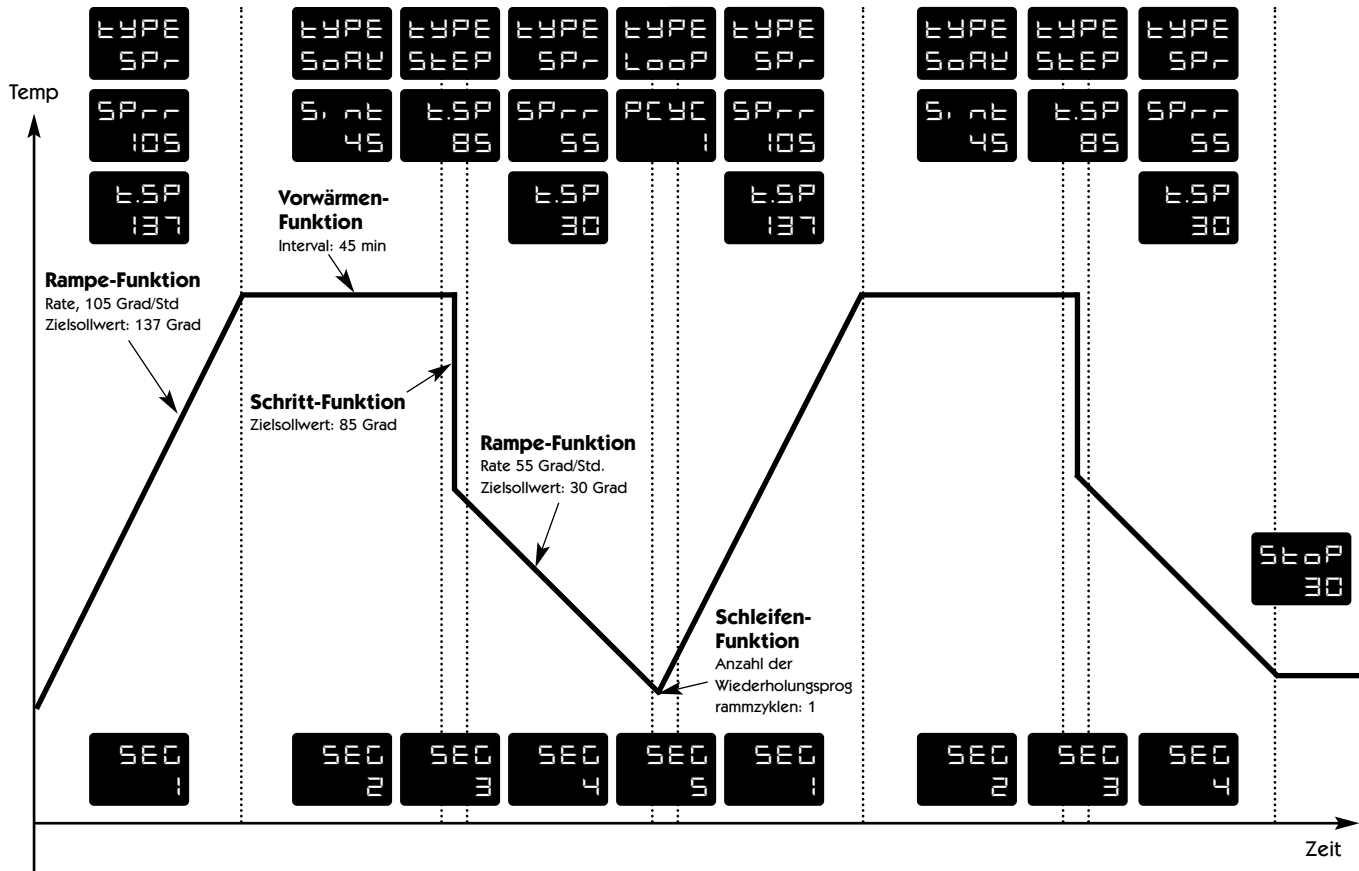 tYPE
SPr
tYPE
SoAK
tYPE
StEP
tYPE
SPr
tYPE
LooP
tYPE
SPr
tYPE
SoAK
tYPE
StEP
tYPE
SPr
Temp
SPrr
105
Si nt
45
t.SP
85
SPrr
55
PCYC
1
SPrr
105
Si nt
45
t.SP
85
SPrr
55
t.SP
137
t.SP
30
t.SP
137
t.SP
30
Vorwärmen-
Funktion
Interval: 45 min
Rampe-Funktion
Rate, 105 Grad/Std
Zielsollwert: 137 Grad
Schritt-Funktion
Zielsollwert: 85 Grad
Rampe-Funktion
Rate 55 Grad/Std.
Zielsollwert: 30 Grad
StoP
30
Schleifen-
Funktion
Anzahl der
Wiederholungsprog
rammzyklen: 1
SEG
1
SEG
2
SEG
3
SEG
4
SEG
5
SEG
1
SEG
2
SEG
3
SEG
4
Zeit